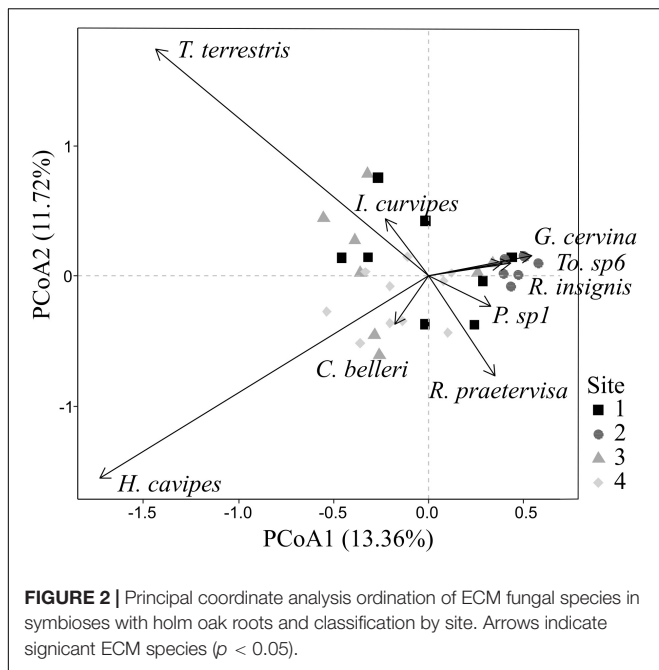 T. terrestris
1
I. curvipes
G. cervina
To. sp6
0
R. insignis
P. sp1
C. belleri
R. praetervisa
-1
H. cavipes
PCoA2 (11.72%)
-1.5
-1.0
-0.5
0.0
0.5
PCoA1 (13.36%)
Site
1
2
3
4
FIGURE 2 | Principal coordinate analysis ordination of ECM fungal species in
symbioses with holm oak roots and classification by site. Arrows indicate
signicant ECM species (p < 0.05).